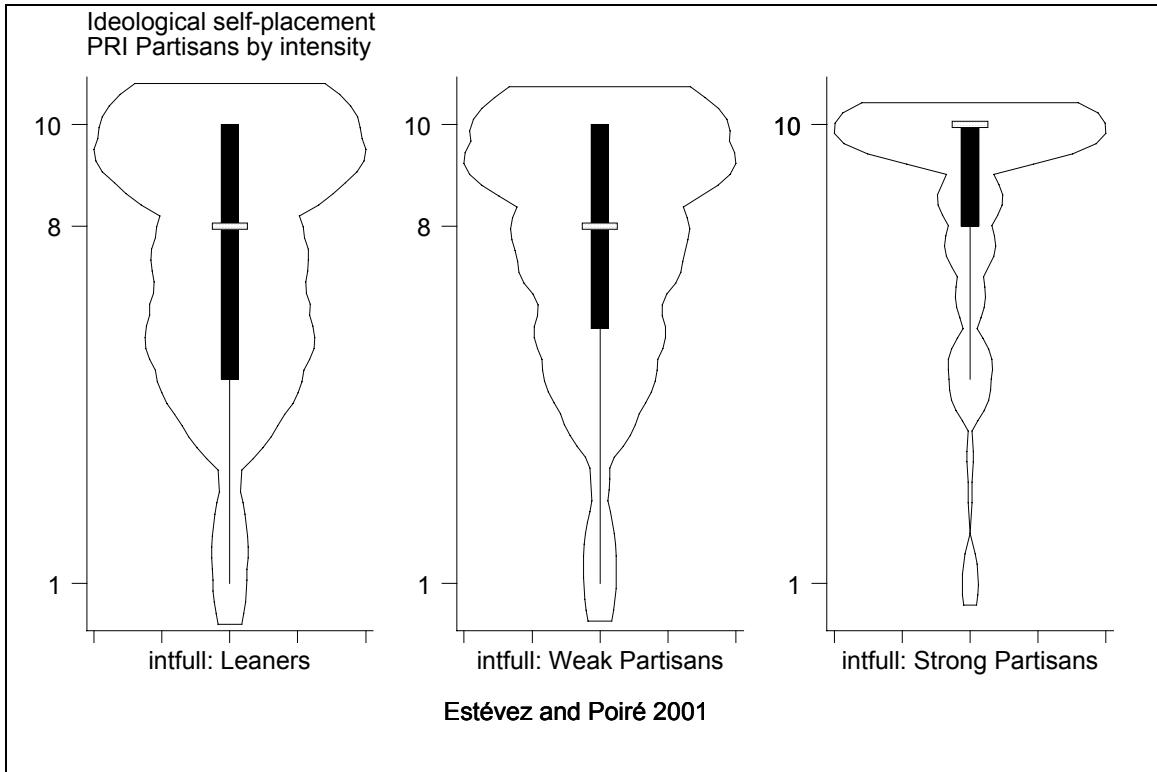 Ideological self-placement
PRI Partisans by intensity
10
8
1
intfull: Leaners
10
8
1
intfull: Weak Partisans
10
1
intfull: Strong Partisans
Estévez and Poiré 2001